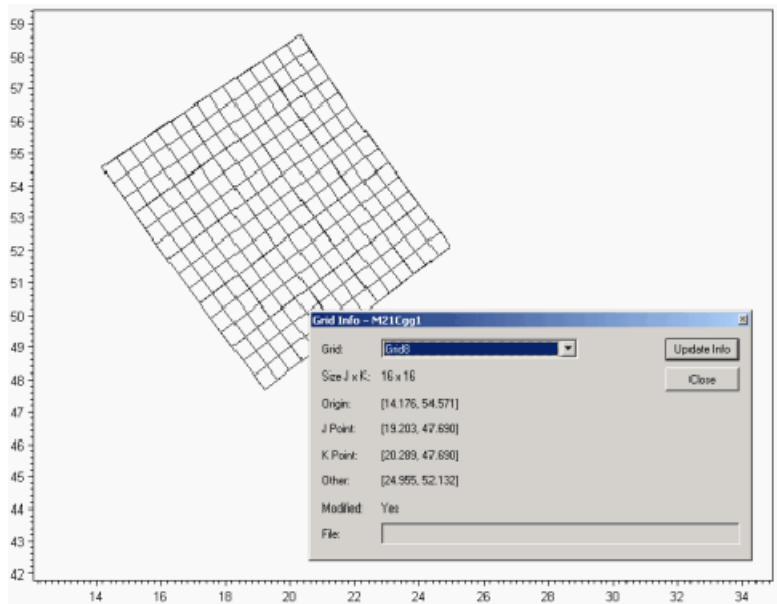 59
58
57
56
55
54
53
52
51
50
49
48
47
46
45
44
43
42
14 16 18 20 22 24 26 28 30 32 34
Grid Info - M21Cgg1
Grid: Grid8
Update Info
Size J x K: 16 x 16
Close
Origin: [14.176, 54.571]
J Point: [19.203, 47.690]
K Point: [20.289, 47.690]
Other: [24.955, 52.132]
Modified: Yes
File: